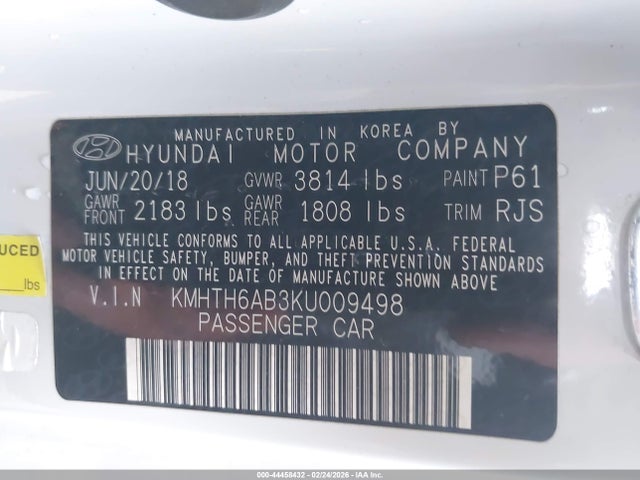 MANUFACTURED IN KOREA BY
HYUNDAI MOTOR COMPANY
JUN/20/18 GVWR 3814 lbs PAINT P61
GAWR FRONT 2183 lbs GAWR REAR 1808 lbs TRIM RJS
THIS VEHICLE CONFORMS TO ALL APPLICABLE U.S.A. FEDERAL
MOTOR VEHICLE SAFETY, BUMPER, AND THEFT PREVENTION STANDARDS
IN EFFECT ON THE DATE OF MANUFACTURE SHOWN ABOVE
V.I.N KMHTH6AB3KU009498
PASSENGER CAR
UCED
lbs
000-44458432 - 02/24/2026 - IAAI.COM